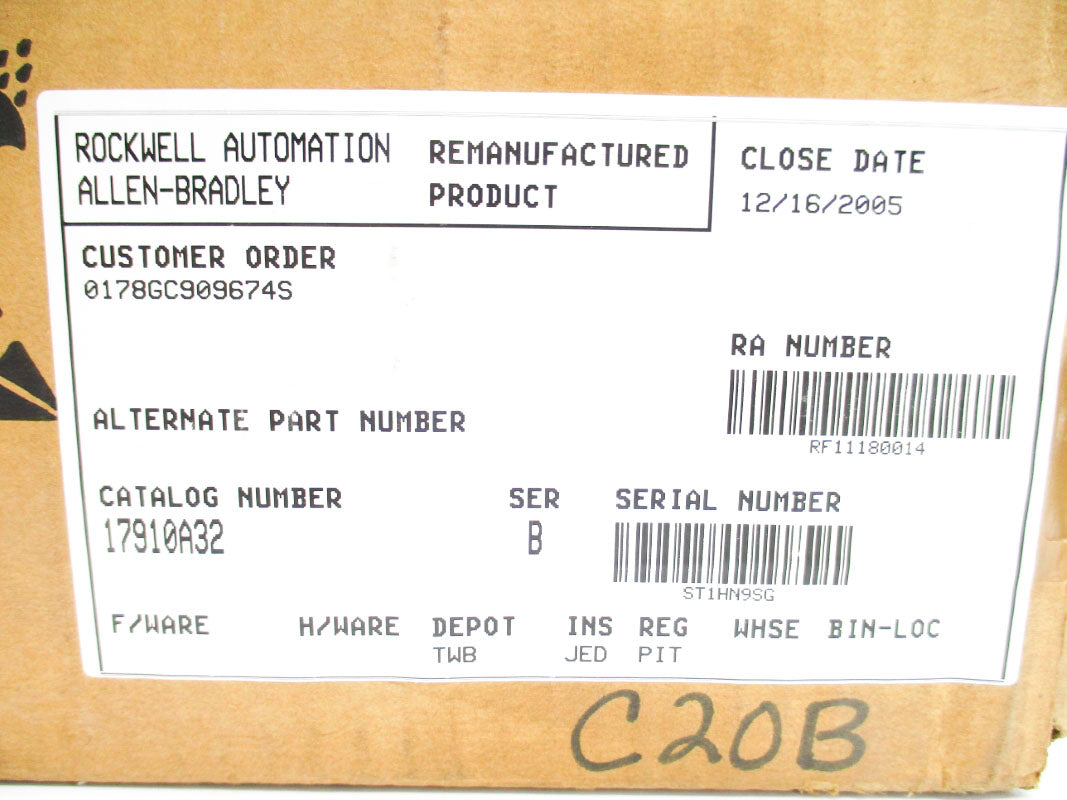 ROCKWELL AUTOMATION REMANUFACTURED
ALLEN-BRADLEY PRODUCT
CLOSE DATE
12/16/2005
CUSTOMER ORDER
0178GC909674S
RA NUMBER
RF11180014
ALTERNATE PART NUMBER
CATALOG NUMBER SER SERIAL NUMBER
1791OA32 B
ST1HN9SG
F/WARE H/WARE DEPOT INS REG WHSE BIN-LOC
TWB JED PIT
C20B